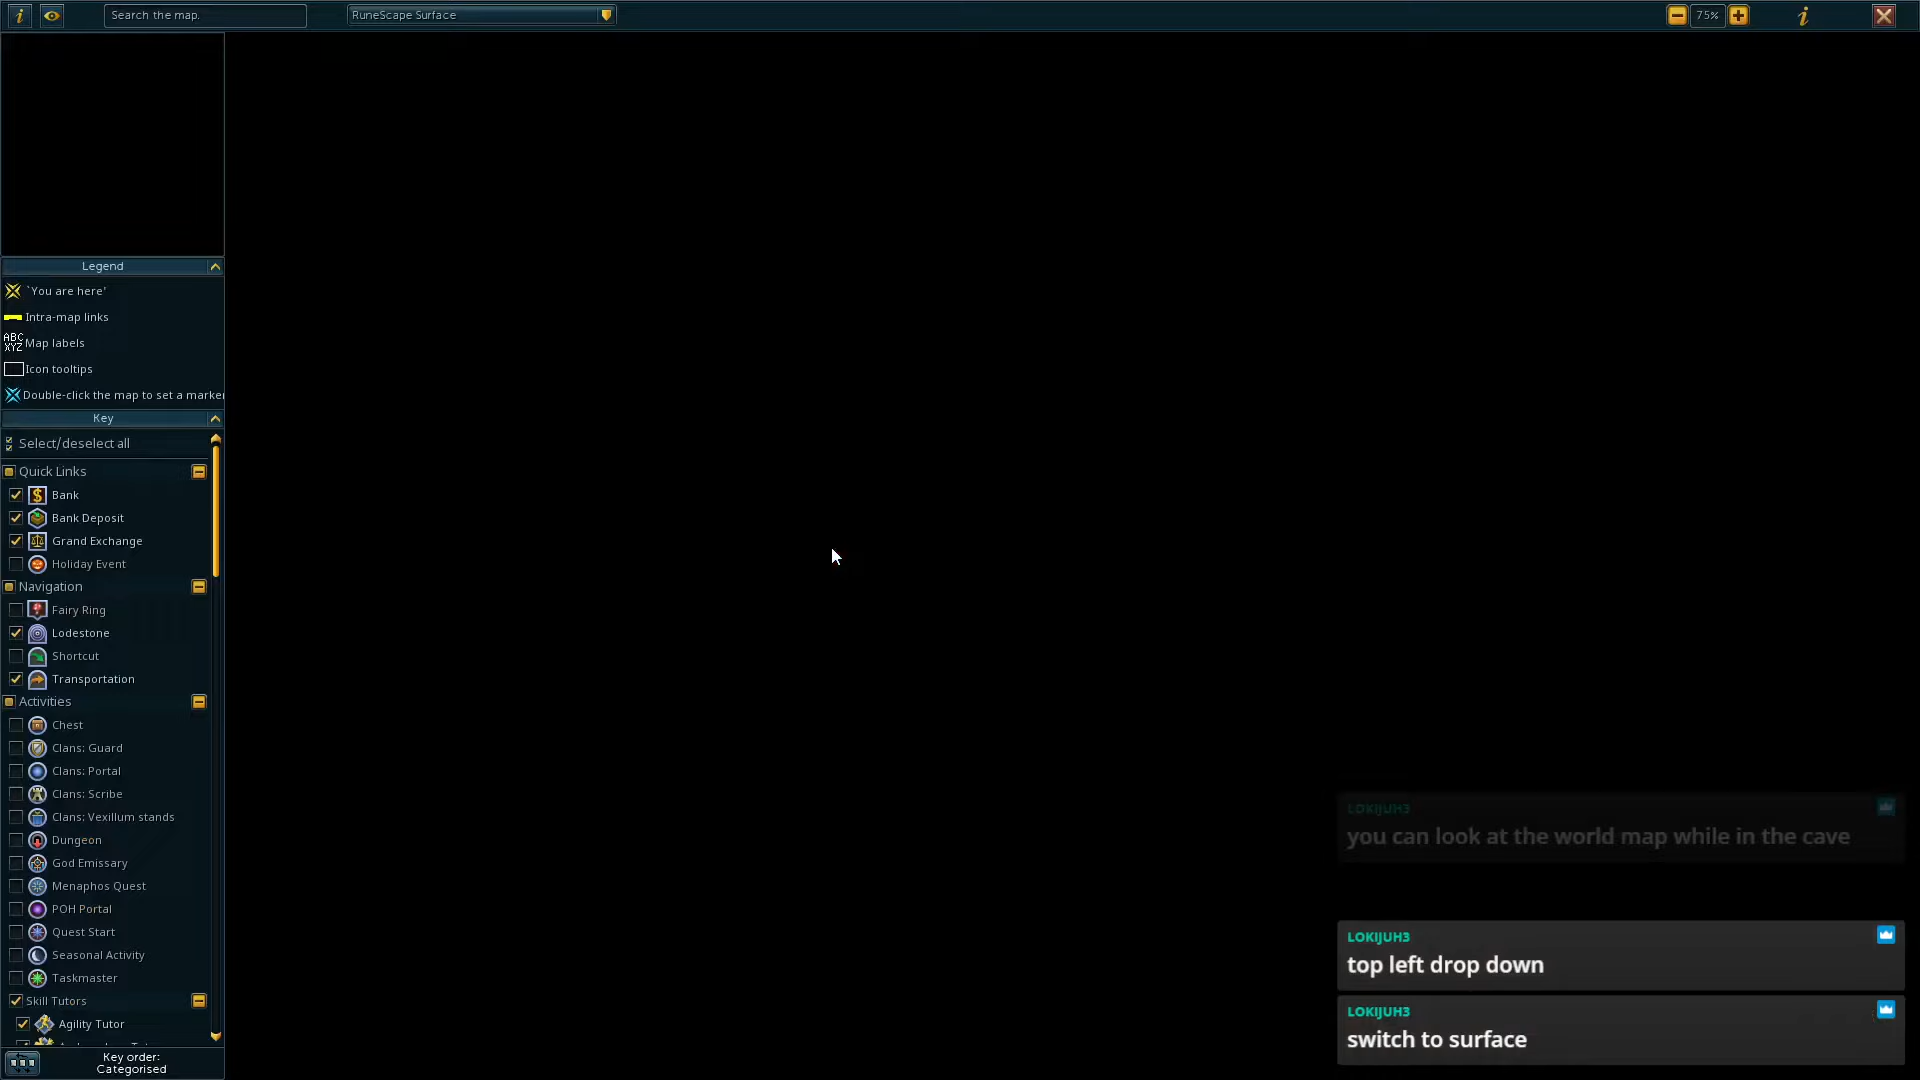 Search the map.
RuneScape Surface
75%
Legend
`You are here'
Intra-map links
ABC
XYZ
Map labels
Icon tooltips
Double-click the map to set a marker
Key
Select/deselect all
Quick Links
Bank
Bank Deposit
Grand Exchange
Holiday Event
Navigation
Fairy Ring
Lodestone
Shortcut
Transportation
Activities
Chest
Clans: Guard
Clans: Portal
Clans: Scribe
Clans: Vexillum stands
Dungeon
God Emissary
Menaphos Quest
POH Portal
Quest Start
Seasonal Activity
Taskmaster
Skill Tutors
Agility Tutor
Key order:
Categorised
LOKIJUH3
you can look at the world map while in the cave
LOKIJUH3
top left drop down
LOKIJUH3
switch to surface